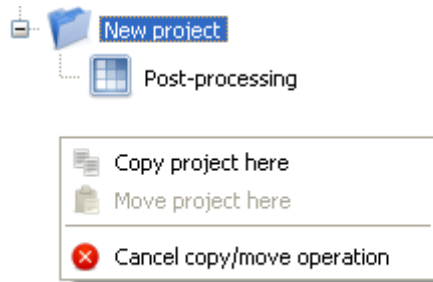 New project
Post-processing
Copy project here
Move project here
Cancel copy/move operation